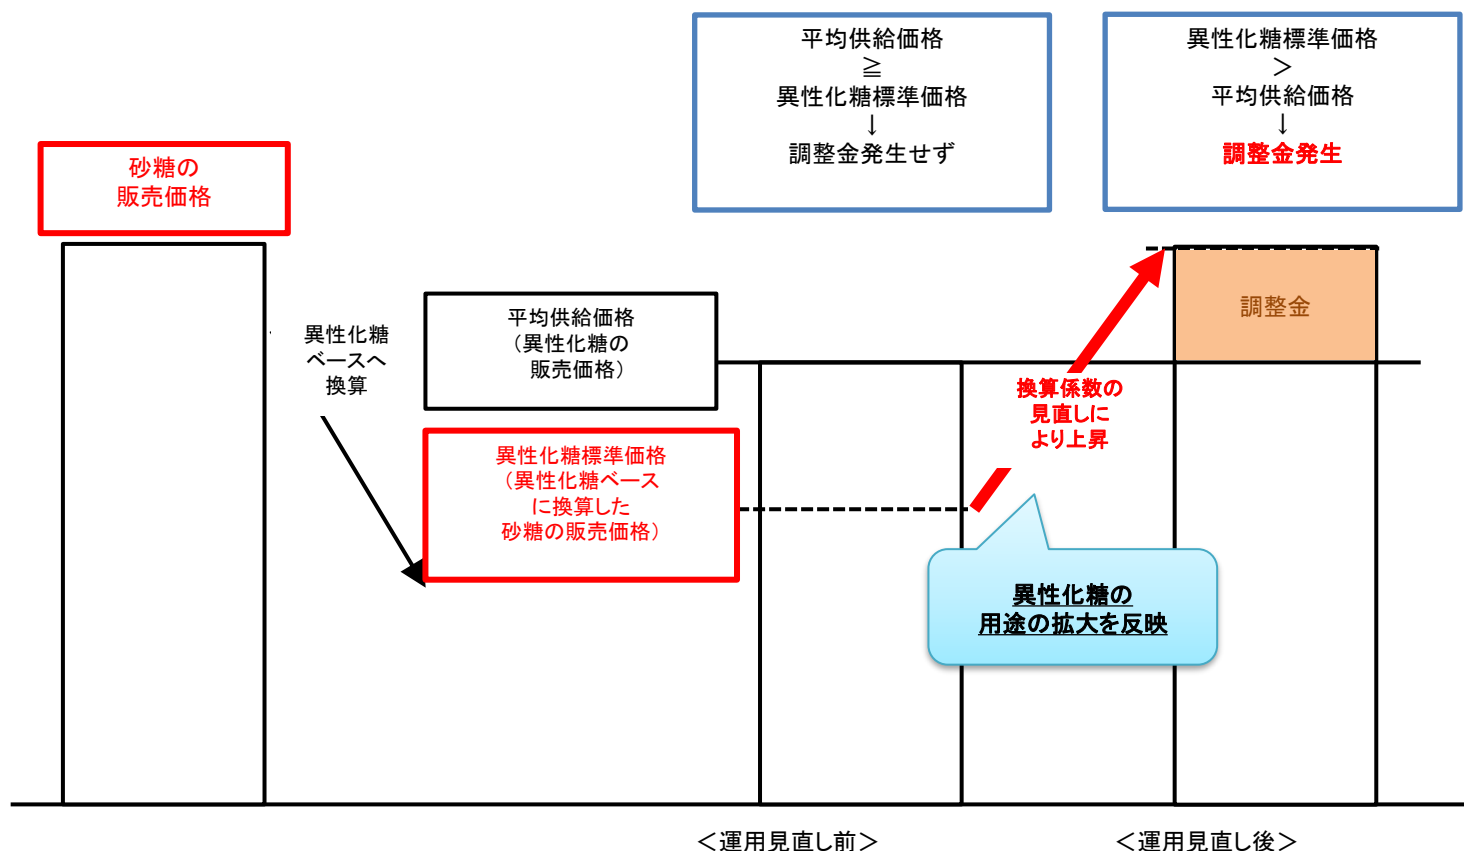 平均供給価格
≧
異性化糖標準価格
↓
調整金発生せず
異性化糖標準価格
＞
平均供給価格
↓
調整金発生
砂糖の
販売価格
異性化糖
ベースへ
換算
平均供給価格
（異性化糖の
販売価格）
調整金
換算係数の
見直しに
より上昇
異性化糖標準価格
（異性化糖ベース
に換算した
砂糖の販売価格）
異性化糖の
用途の拡大を反映
＜運用見直し前＞
＜運用見直し後＞